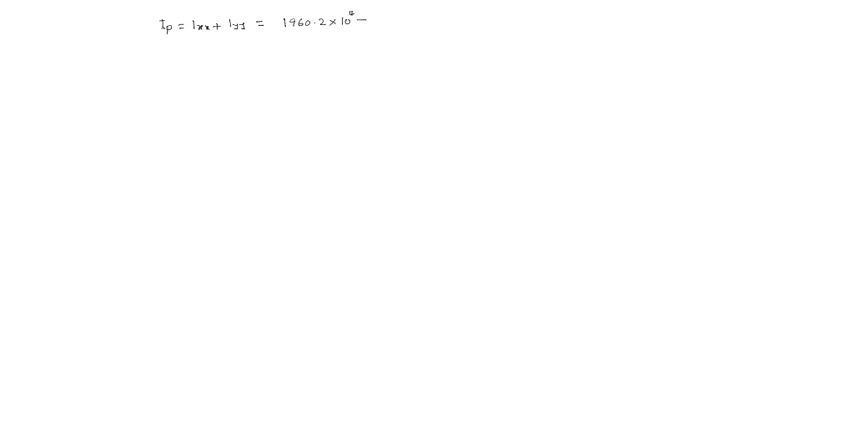 Ip = Ixx + Iyy = 1960.2 × 10⁴ –